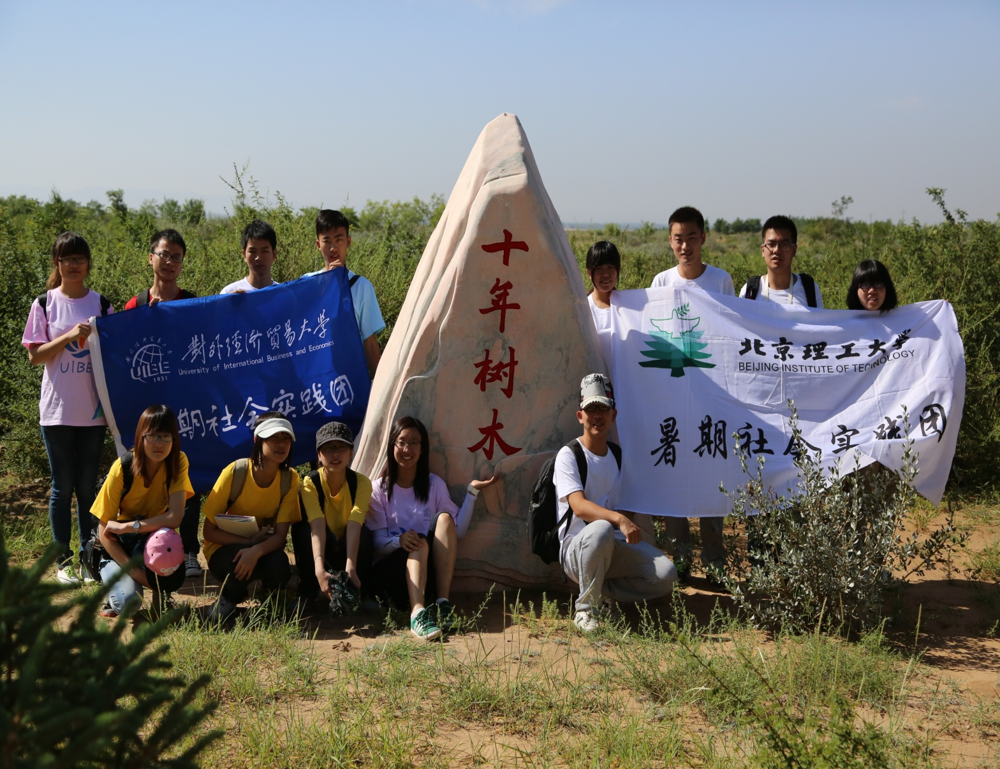 UIBE
UIBE
1951
對外經济貿易大学
University of International Business and Economics
期社会实践团
十年树木
北京理工大学
BEIJING INSTITUTE OF TECHNOLOGY
暑期社会实践团